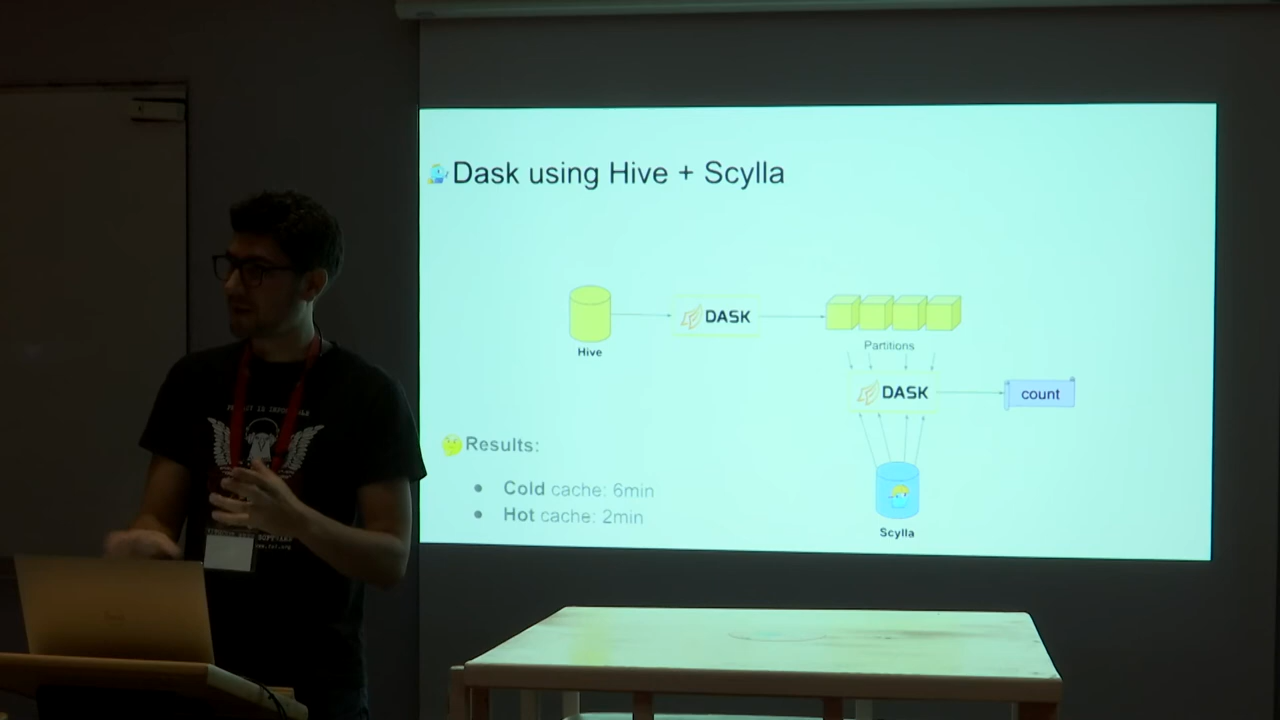 Dask using Hive + Scylla
DASK
Hive
Partitions
DASK
count
Results:
Cold cache: 6min
Hot cache: 2min
Scylla